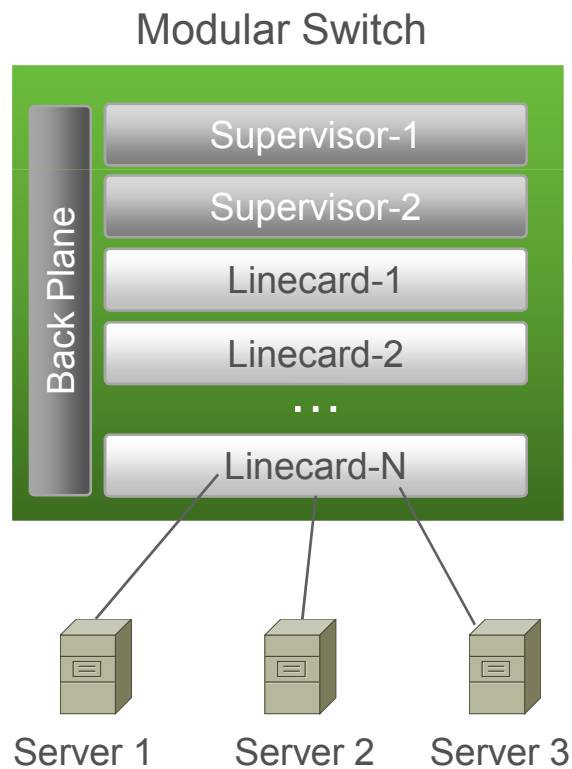 Modular Switch
Back Plane
Supervisor-1
Supervisor-2
Linecard-1
Linecard-2
...
Linecard-N
Server 1
Server 2
Server 3